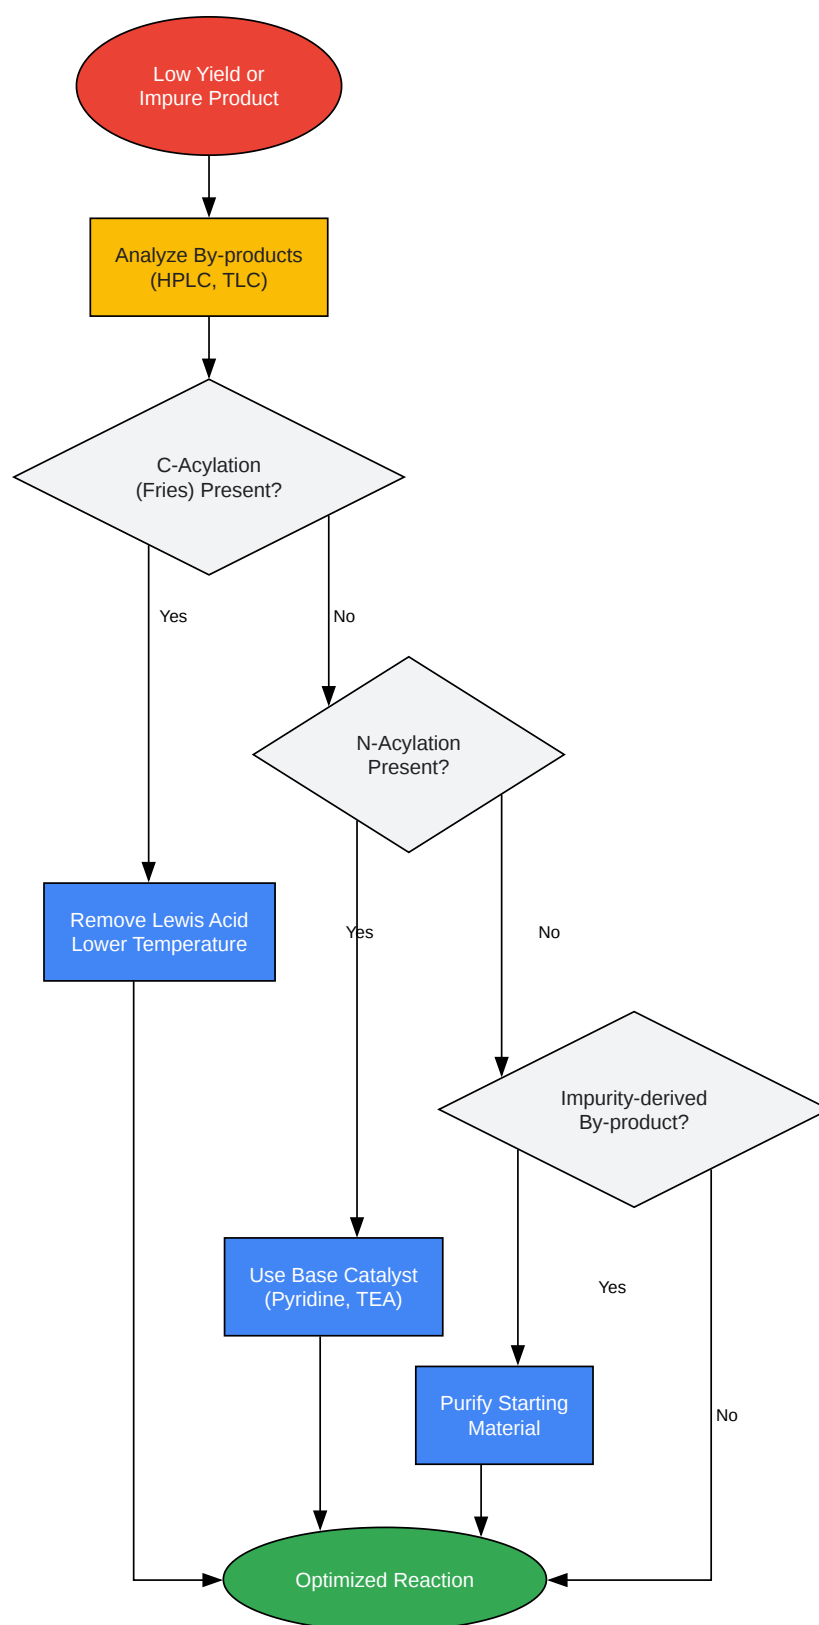 Low Yield or
Impure Product
Analyze By-products
(HPLC, TLC)
C-Acylation
(Fries) Present?
Yes
No
N-Acylation
Present?
Remove Lewis Acid
Lower Temperature
Yes
No
Impurity-derived
By-product?
Use Base Catalyst
(Pyridine, TEA)
Yes
Purify Starting
Material
No
Optimized Reaction